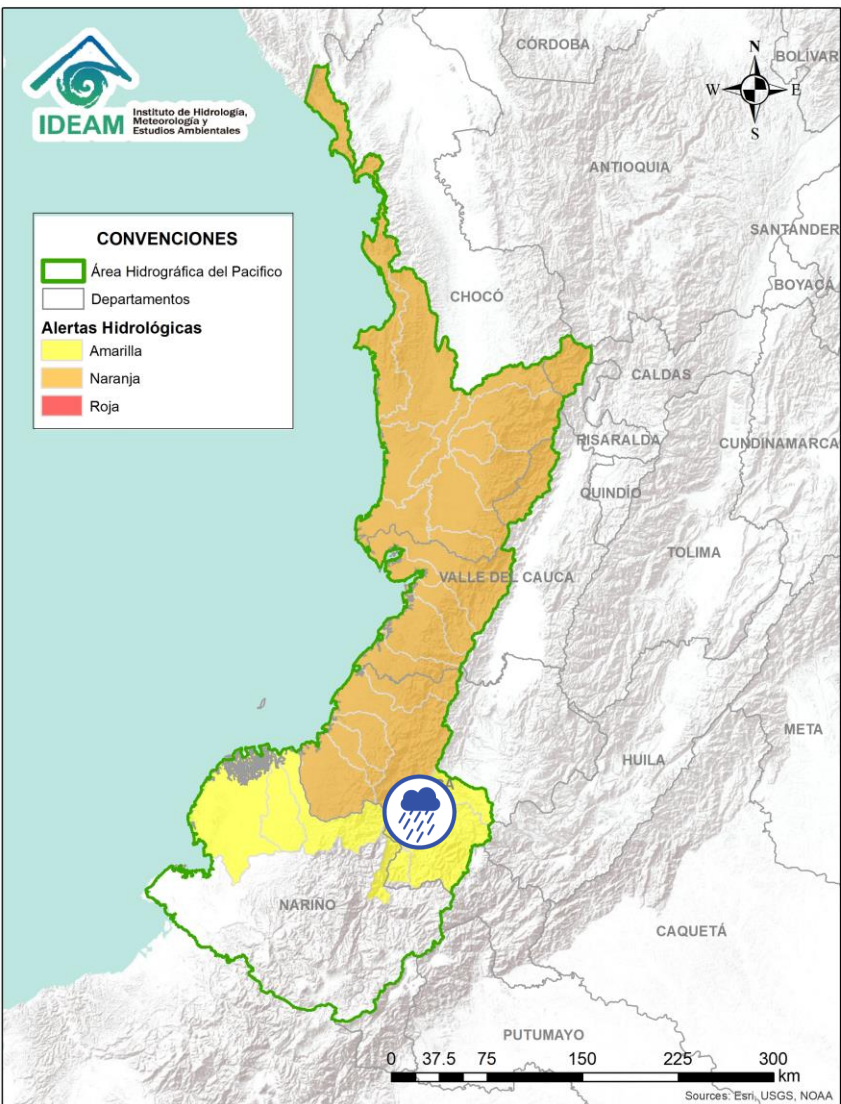 IDEAM
Instituto de Hidrología,
Meteorología y
Estudios Ambientales
CONVENCIONES
Área Hidrográfica del Pacifico
Departamentos
Alertas Hidrológicas
Amarilla
Naranja
Roja
N
W
E
S
CÓRDOBA
BOLÍVAR
ANTIOQUIA
SANTANDER
BOYACÁ
CHOCÓ
CALDAS
RISARALDA
CUNDINAMARCA
QUINDÍO
TOLIMA
VALLE DEL CAUCA
META
HUILA
NARIÑO
CAQUETÁ
PUTUMAYO
0 37.5 75 150 225 300
km
Sources: Esri, USGS, NOAA